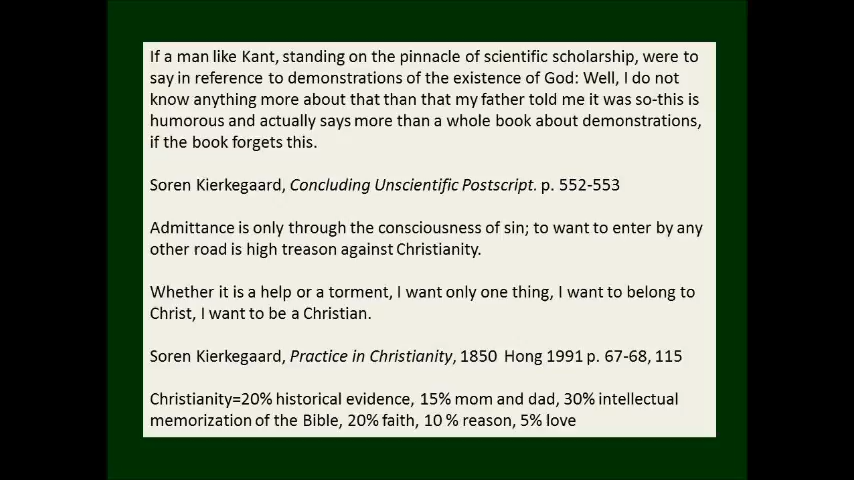 If a man like Kant, standing on the pinnacle of scientific scholarship, were to
say in reference to demonstrations of the existence of God: Well, I do not
know anything more about that than that my father told me it was so-this is
humorous and actually says more than a whole book about demonstrations,
if the book forgets this.
Soren Kierkegaard, Concluding Unscientific Postscript. p. 552-553
Admittance is only through the consciousness of sin; to want to enter by any
other road is high treason against Christianity.
Whether it is a help or a torment, I want only one thing, I want to belong to
Christ, I want to be a Christian.
Soren Kierkegaard, Practice in Christianity, 1850 Hong 1991 p. 67-68, 115
Christianity=20% historical evidence, 15% mom and dad, 30% intellectual
memorization of the Bible, 20% faith, 10 % reason, 5% love